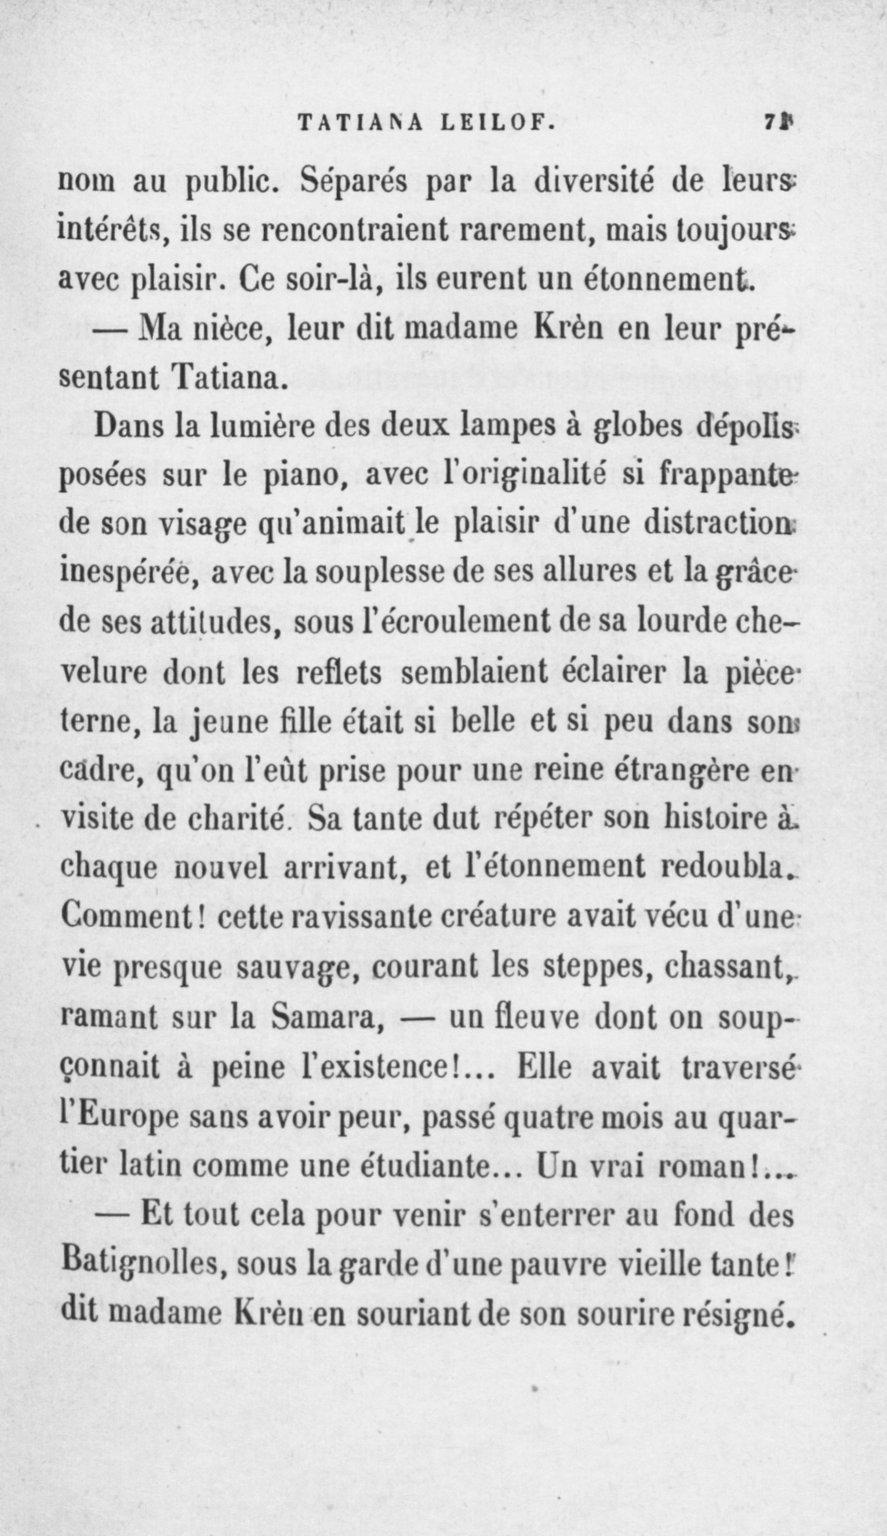 TATIANA LEILOF. 71
nom au public. Séparés par la diversité de leurs
intérêts, ils se rencontraient rarement, mais toujours
avec plaisir. Ce soir-là, ils eurent un étonnement.
— Ma nièce, leur dit madame Krèn en leur pré-
sentant Tatiana.
Dans la lumière des deux lampes à globes dépolis
posées sur le piano, avec l'originalité si frappante
de son visage qu'animait le plaisir d'une distraction
inespérée, avec la souplesse de ses allures et la grâce
de ses attitudes, sous l'écroulement de sa lourde che-
velure dont les reflets semblaient éclairer la pièce
terne, la jeune fille était si belle et si peu dans son
cadre, qu'on l'eût prise pour une reine étrangère en
visite de charité. Sa tante dut répéter son histoire à
chaque nouvel arrivant, et l'étonnement redoubla.
Comment! cette ravissante créature avait vécu d'une
vie presque sauvage, courant les steppes, chassant,
ramant sur la Samara, — un fleuve dont on soup-
çonnait à peine l'existence!... Elle avait traversé
l'Europe sans avoir peur, passé quatre mois au quar-
tier latin comme une étudiante... Un vrai roman!...
— Et tout cela pour venir s'enterrer au fond des
Batignolles, sous la garde d'une pauvre vieille tante!
dit madame Krèn en souriant de son sourire résigné.